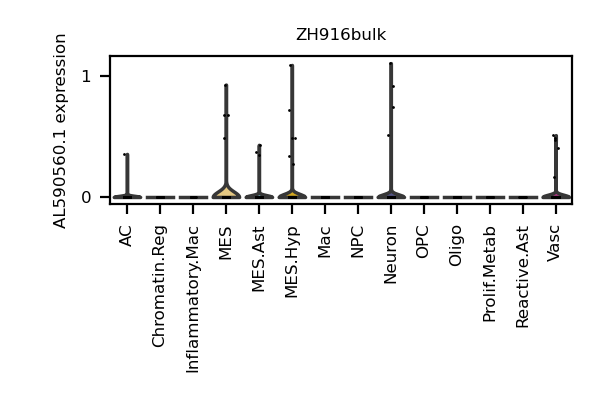 ZH916bulk
AL590560.1 expression
1
0
AC
Chromatin.Reg
Inflammatory.Mac
MES
MES.Ast
MES.Hyp
Mac
NPC
Neuron
OPC
Oligo
Prolif.Metab
Reactive.Ast
Vasc